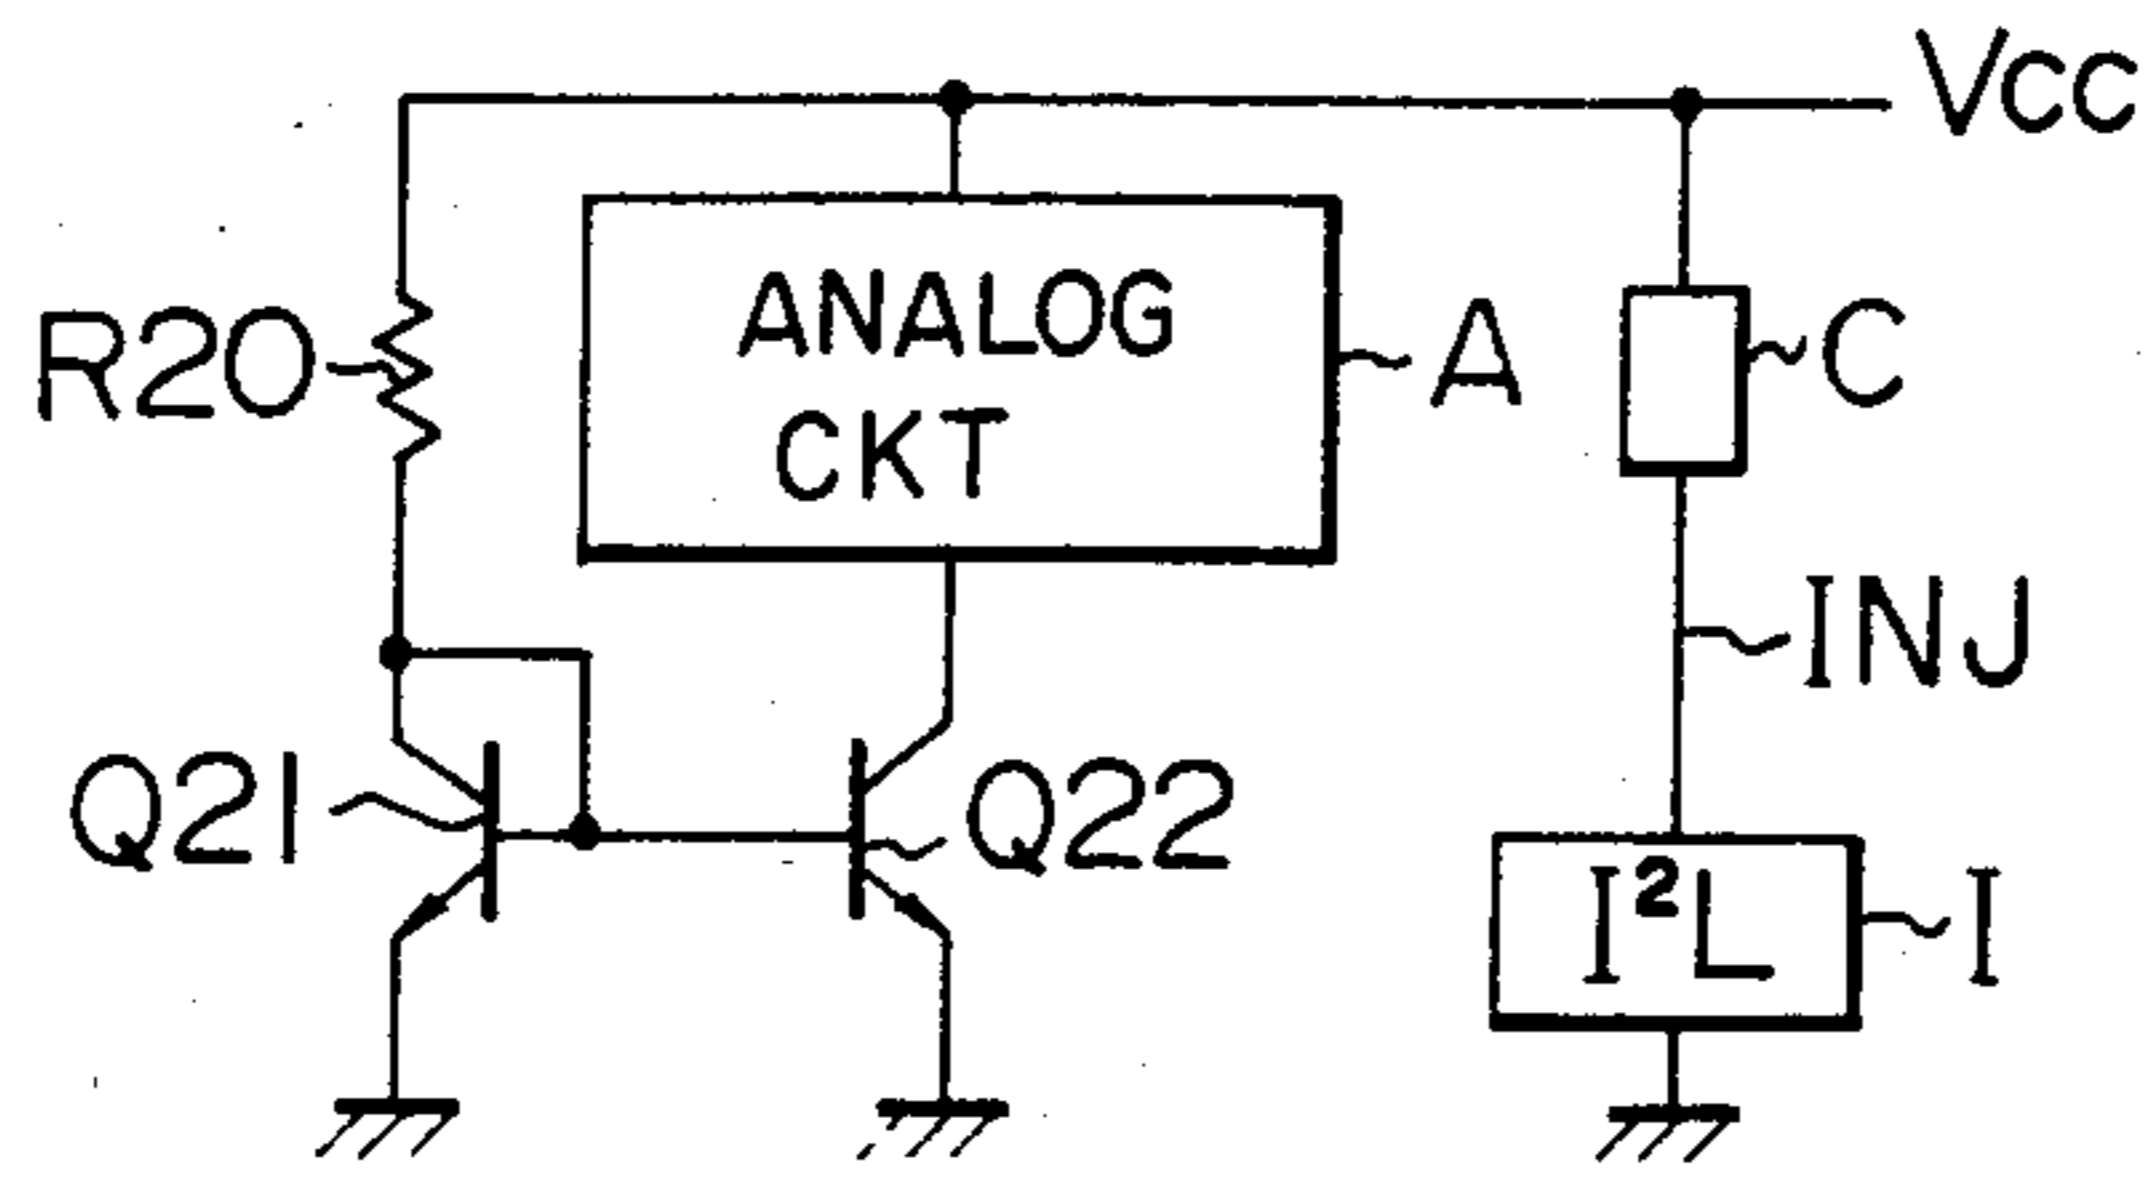 Vcc
R20
ANALOG
CKT
A
C
INJ
Q21
Q22
I²L
I